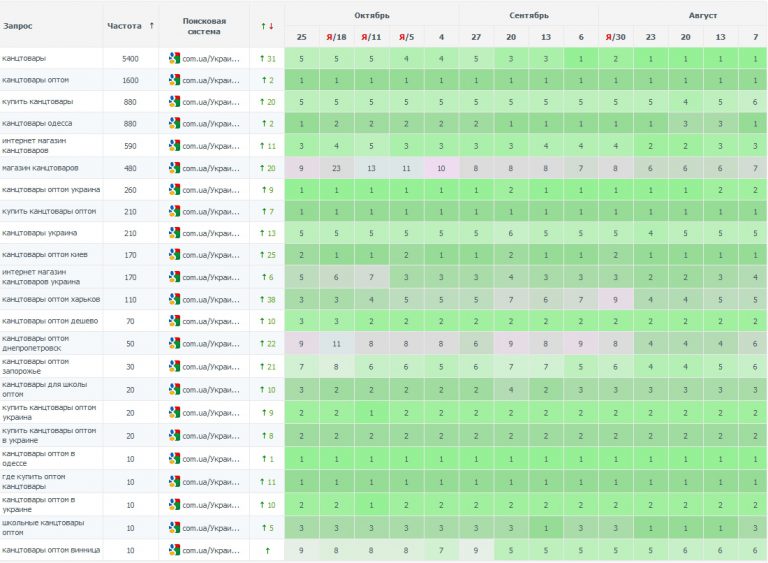 Запрос Частота ↑ Поисковая система ↑↓ Октябрь Сентябрь Август
25 Я/18 Я/11 Я/5 4 27 20 13 6 Я/30 23 20 13 7
канцтовары 5400 com.ua/Украи... ↑ 31 5 5 5 4 4 5 3 3 1 2 1 1 1 1
канцтовары оптом 1600 com.ua/Украи... ↑ 2 1 1 1 1 1 1 1 1 1 1 1 1 1 1
купить канцтовары 880 com.ua/Украи... ↑ 20 5 5 5 5 5 5 5 5 5 5 5 4 5 6
канцтовары одесса 880 com.ua/Украи... ↑ 2 1 2 2 2 2 2 1 1 1 1 1 3 3 1
интернет магазин
канцтоваров 590 com.ua/Украи... ↑ 11 3 4 5 3 3 3 3 4 4 4 2 2 3 3
магазин канцтоваров 480 com.ua/Украи... ↑ 20 9 23 13 11 10 8 8 8 7 8 6 6 6 7
канцтовары оптом украина 260 com.ua/Украи... ↑ 9 1 1 1 1 1 1 2 1 1 1 1 1 2 2
купить канцтовары оптом 210 com.ua/Украи... ↑ 7 1 1 1 1 1 1 1 1 1 1 1 1 1 1
канцтовары украина 210 com.ua/Украи... ↑ 13 5 5 5 5 5 5 6 5 5 5 4 5 5 5
канцтовары оптом киев 170 com.ua/Украи... ↑ 25 2 1 1 2 1 1 2 1 1 2 1 1 1 1
интернет магазин
канцтоваров украина 170 com.ua/Украи... ↑ 6 5 6 7 3 3 3 4 3 3 3 2 2 3 4
канцтовары оптом харьков 110 com.ua/Украи... ↑ 38 3 3 4 5 5 5 7 6 7 9 4 4 5 5
канцтовары оптом дешево 70 com.ua/Украи... ↑ 10 3 3 2 2 2 2 2 2 2 2 2 2 2 2
канцтовары оптом
днепропетровск 50 com.ua/Украи... ↑ 22 9 11 8 8 8 6 9 8 9 8 4 4 4 6
канцтовары оптом
запорожье 30 com.ua/Украи... ↑ 21 7 8 6 6 5 6 7 7 5 6 4 4 5 6
канцтовары для школы
оптом 20 com.ua/Украи... ↑ 10 3 2 2 2 2 2 4 2 3 3 3 3 3 3
купить канцтовары оптом
украина 20 com.ua/Украи... ↑ 9 2 2 1 2 2 2 2 2 2 2 2 2 2 2
купить канцтовары оптом
в украине 20 com.ua/Украи... ↑ 8 2 2 2 2 2 2 2 2 2 2 2 2 2 2
канцтовары оптом в
одессе 10 com.ua/Украи... ↑ 1 1 1 1 1 1 1 1 1 1 1 1 1 1 1
где купить оптом
канцтовары 10 com.ua/Украи... ↑ 11 1 1 1 1 1 1 1 1 1 1 1 1 1 1
канцтовары оптом в
украине 10 com.ua/Украи... ↑ 10 2 2 1 2 2 2 2 2 2 2 2 2 2 2
школьные канцтовары
оптом 10 com.ua/Украи... ↑ 5 3 3 3 3 3 3 3 1 3 3 1 1 1 3
канцтовары оптом винница 10 com.ua/Украи... ↑ 9 8 8 8 7 9 5 5 5 5 5 6 6 6